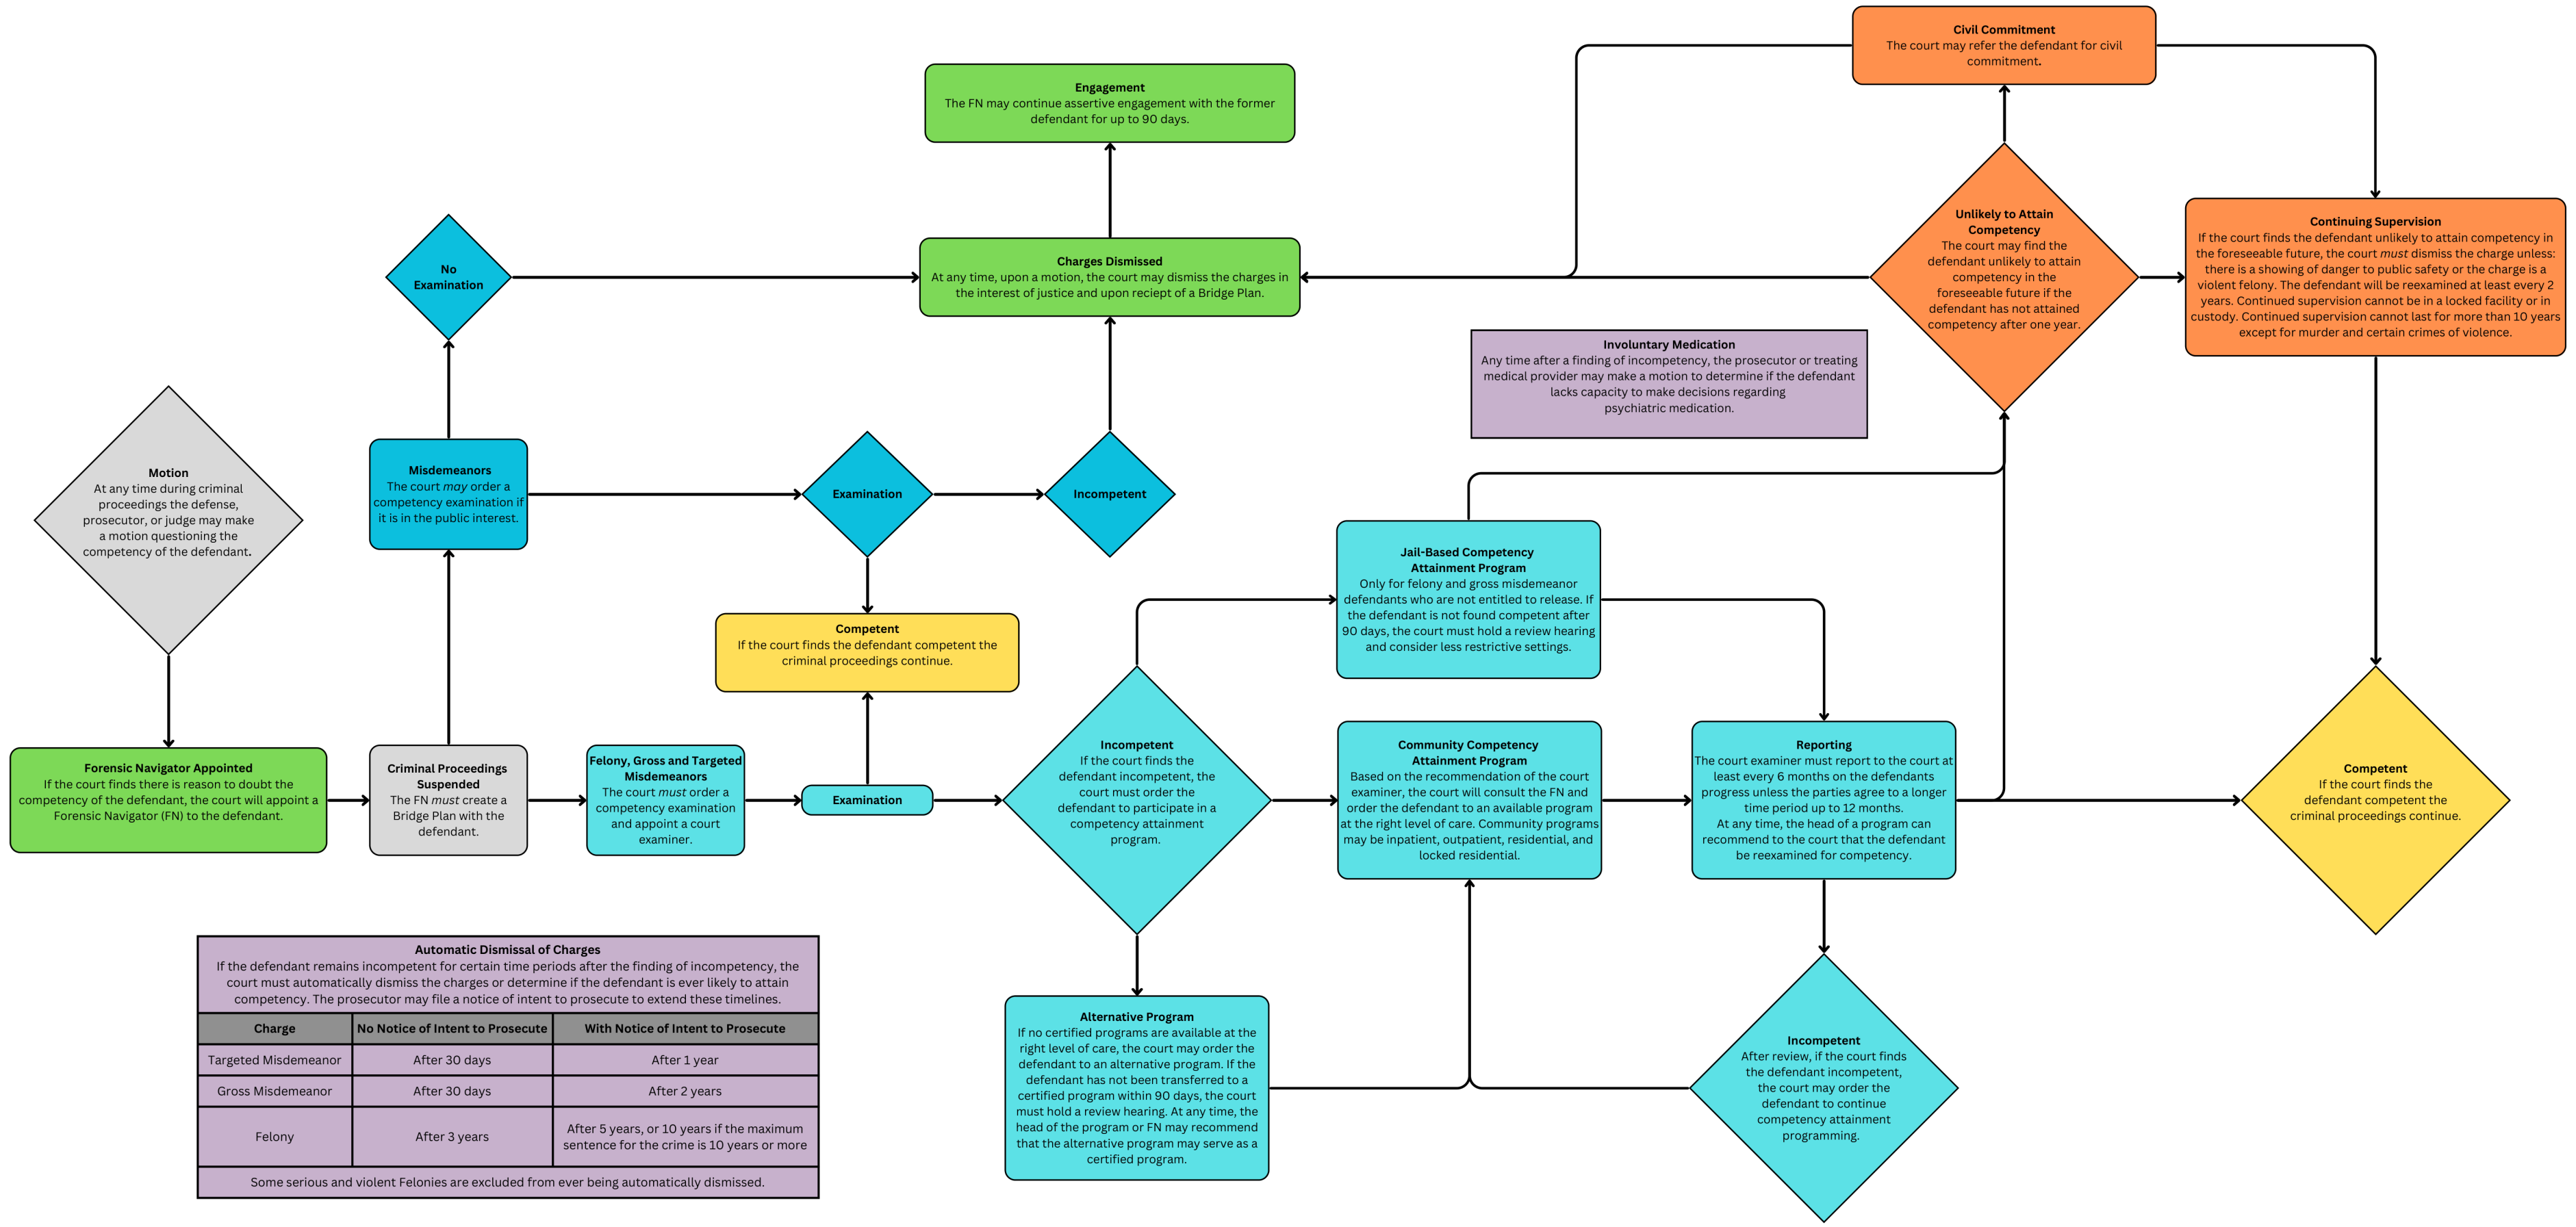 Civil Commitment
The court may refer the defendant for civil
commitment.
Engagement
The FN may continue assertive engagement with the former
defendant for up to 90 days.
No
Examination
Charges Dismissed
At any time, upon a motion, the court may dismiss the charges in
the interest of justice and upon reciept of a Bridge Plan.
Unlikely to Attain
Competency
The court may find the
defendant unlikely to attain
competency in the
foreseeable future if the
defendant has not attained
competency after one year.
Continuing Supervision
If the court finds the defendant unlikely to attain competency in
the foreseeable future, the court must dismiss the charge unless:
there is a showing of danger to public safety or the charge is a
violent felony. The defendant will be reexamined at least every 2
years. Continued supervision cannot be in a locked facility or in
custody. Continued supervision cannot last for more than 10 years
except for murder and certain crimes of violence.
Involuntary Medication
Any time after a finding of incompetency, the prosecutor or treating
medical provider may make a motion to determine if the defendant
lacks capacity to make decisions regarding
psychiatric medication.
Motion
At any time during criminal
proceedings the defense,
prosecutor, or judge may make
a motion questioning the
competency of the defendant.
Misdemeanors
The court may order a
competency examination if
it is in the public interest.
Examination
Incompetent
Jail-Based Competency
Attainment Program
Only for felony and gross misdemeanor
defendants who are not entitled to release. If
the defendant is not found competent after
90 days, the court must hold a review hearing
and consider less restrictive settings.
Competent
If the court finds the defendant competent the
criminal proceedings continue.
Forensic Navigator Appointed
If the court finds there is reason to doubt the
competency of the defendant, the court will appoint a
Forensic Navigator (FN) to the defendant.
Criminal Proceedings
Suspended
The FN must create a
Bridge Plan with the
defendant.
Felony, Gross and Targeted
Misdemeanors
The court must order a
competency examination
and appoint a court
examiner.
Examination
Incompetent
If the court finds the
defendant incompetent, the
court must order the
defendant to participate in a
competency attainment
program.
Community Competency
Attainment Program
Based on the recommendation of the court
examiner, the court will consult the FN and
order the defendant to an available program
at the right level of care. Community programs
may be inpatient, outpatient, residential, and
locked residential.
Reporting
The court examiner must report to the court at
least every 6 months on the defendants
progress unless the parties agree to a longer
time period up to 12 months.
At any time, the head of a program can
recommend to the court that the defendant
be reexamined for competency.
Competent
If the court finds the
defendant competent the
criminal proceedings continue.
Automatic Dismissal of Charges
If the defendant remains incompetent for certain time periods after the finding of incompetency, the
court must automatically dismiss the charges or determine if the defendant is ever likely to attain
competency. The prosecutor may file a notice of intent to prosecute to extend these timelines.
Charge No Notice of Intent to Prosecute With Notice of Intent to Prosecute
Targeted Misdemeanor After 30 days After 1 year
Gross Misdemeanor After 30 days After 2 years
Felony After 3 years After 5 years, or 10 years if the maximum
sentence for the crime is 10 years or more
Some serious and violent Felonies are excluded from ever being automatically dismissed.
Alternative Program
If no certified programs are available at the
right level of care, the court may order the
defendant to an alternative program. If the
defendant has not been transferred to a
certified program within 90 days, the court
must hold a review hearing. At any time, the
head of the program or FN may recommend
that the alternative program may serve as a
certified program.
Incompetent
After review, if the court finds
the defendant incompetent,
the court may order the
defendant to continue
competency attainment
programming.